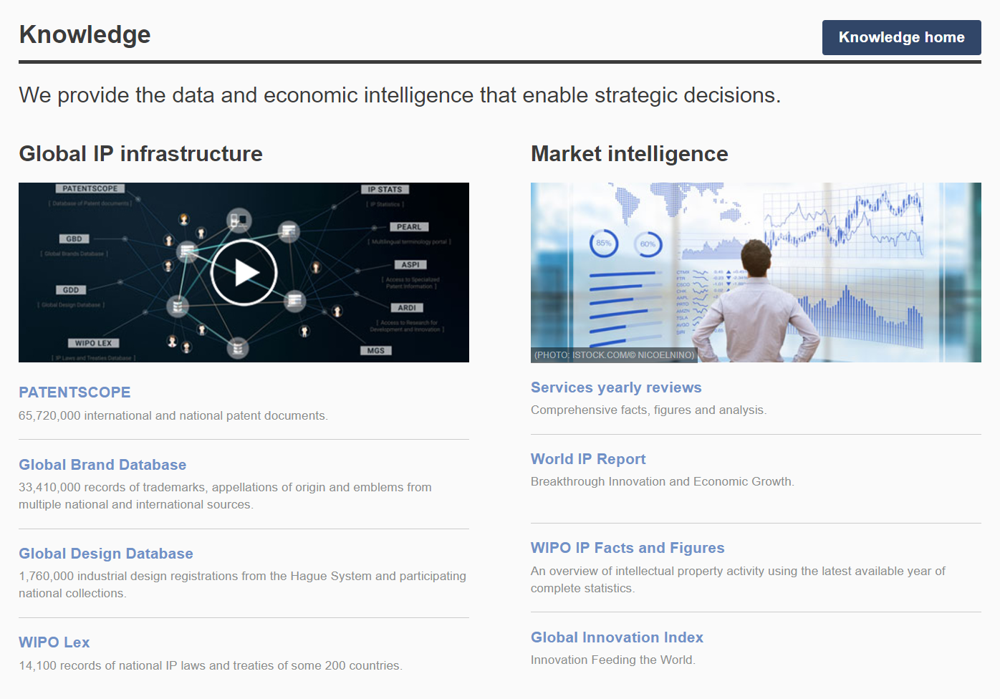 Knowledge
Knowledge home
We provide the data and economic intelligence that enable strategic decisions.
Global IP infrastructure
PATENTSCOPE
[ Database of Patent documents ]
GBD
[ Global Brands Database ]
GDD
[ Global Design Database ]
WIPO LEX
[ IP Laws and Treaties Database ]
IP STATS
[ IP Statistics ]
PEARL
[ Multilingual terminology portal ]
ASPI
[ Access to Specialized
Patent Information ]
ARDI
[ Access to Research for
Development and Innovation ]
MGS
PATENTSCOPE
65,720,000 international and national patent documents.
Global Brand Database
33,410,000 records of trademarks, appellations of origin and emblems from
multiple national and international sources.
Global Design Database
1,760,000 industrial design registrations from the Hague System and participating
national collections.
WIPO Lex
14,100 records of national IP laws and treaties of some 200 countries.
Market intelligence
85%
60%
CTMX
FTR
CSCO
CHK
AAPL
AMZN
TSLA
AVGO
SIRI
(PHOTO: ISTOCK.COM/© NICOELNINO)
Services yearly reviews
Comprehensive facts, figures and analysis.
World IP Report
Breakthrough Innovation and Economic Growth.
WIPO IP Facts and Figures
An overview of intellectual property activity using the latest available year of
complete statistics.
Global Innovation Index
Innovation Feeding the World.